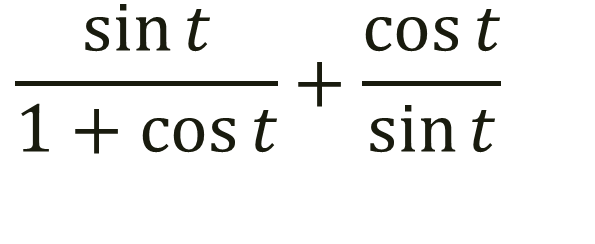 sin t / 1 + cos t + cos t / sin t